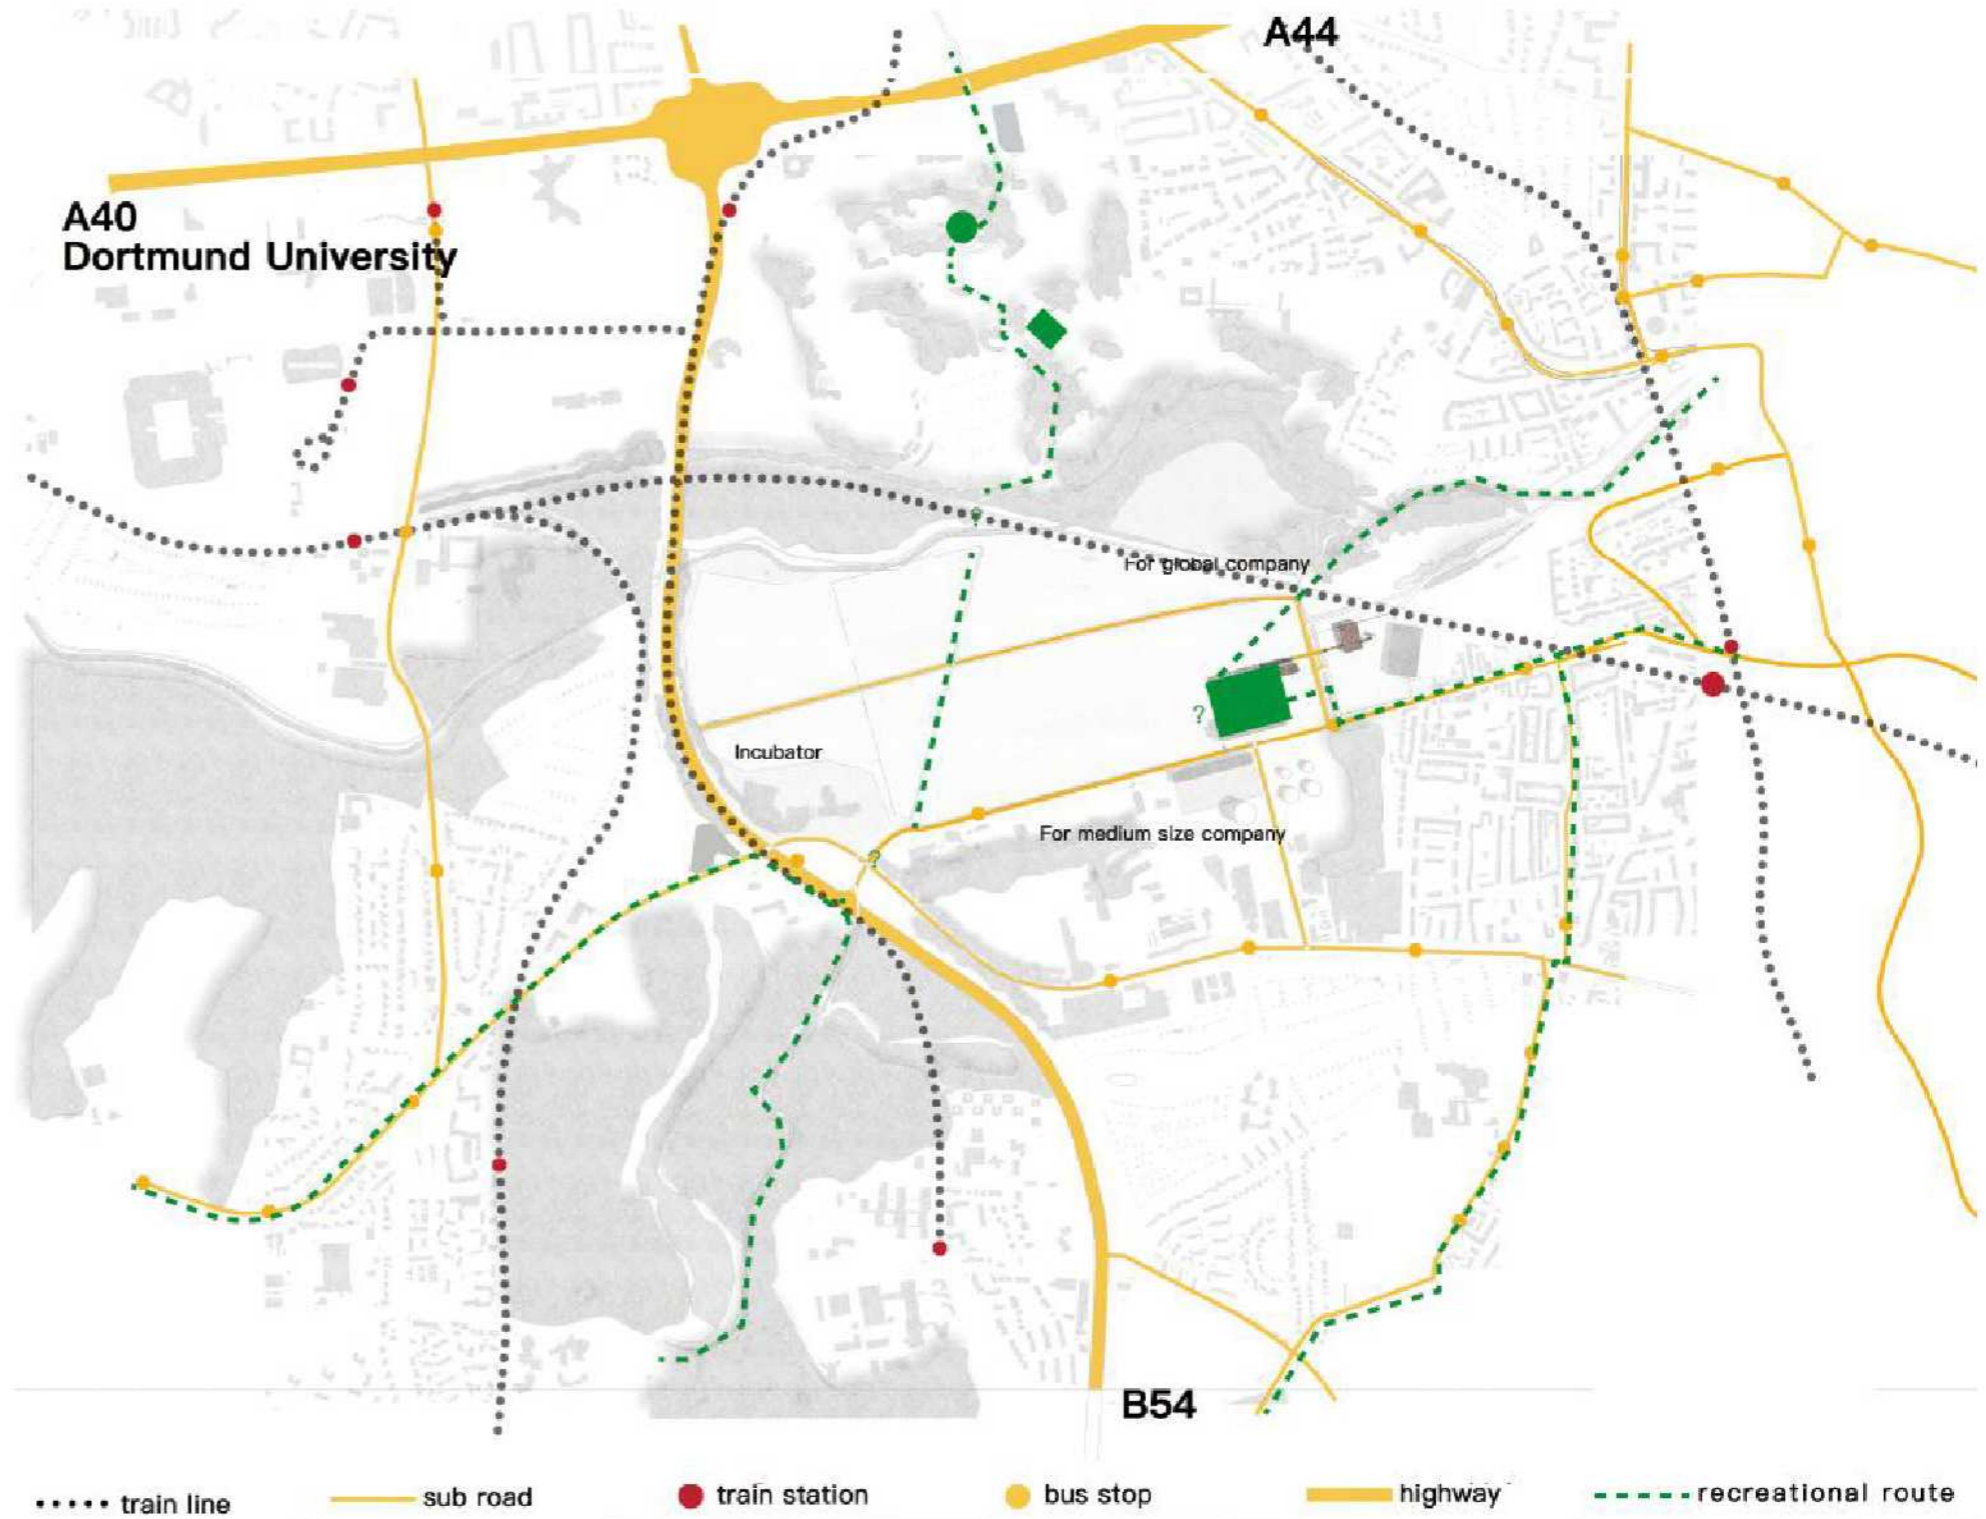 A44
A40
Dortmund University
?
For global company
?
Incubator
For medium size company
?
B54
train line
sub road
train station
bus stop
highway
recreational route